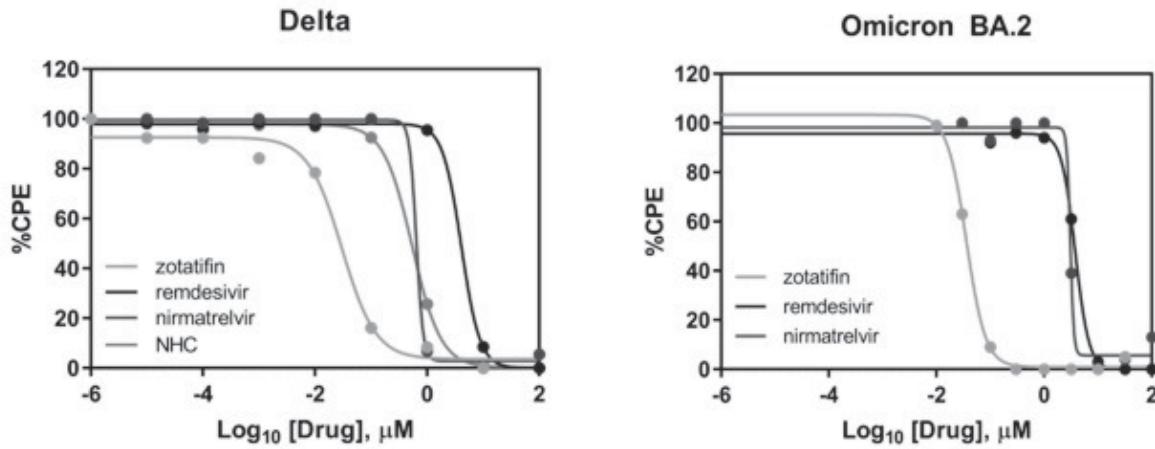 Delta
120
100
80
60
40
20
0
%CPE
zotatifin
remdesivir
nirmatrelvir
NHC
-6 -4 -2 0 2
Log10 [Drug], μM
Omicron BA.2
120
100
80
60
40
20
0
%CPE
zotatifin
remdesivir
nirmatrelvir
-6 -4 -2 0 2
Log10 [Drug], μM